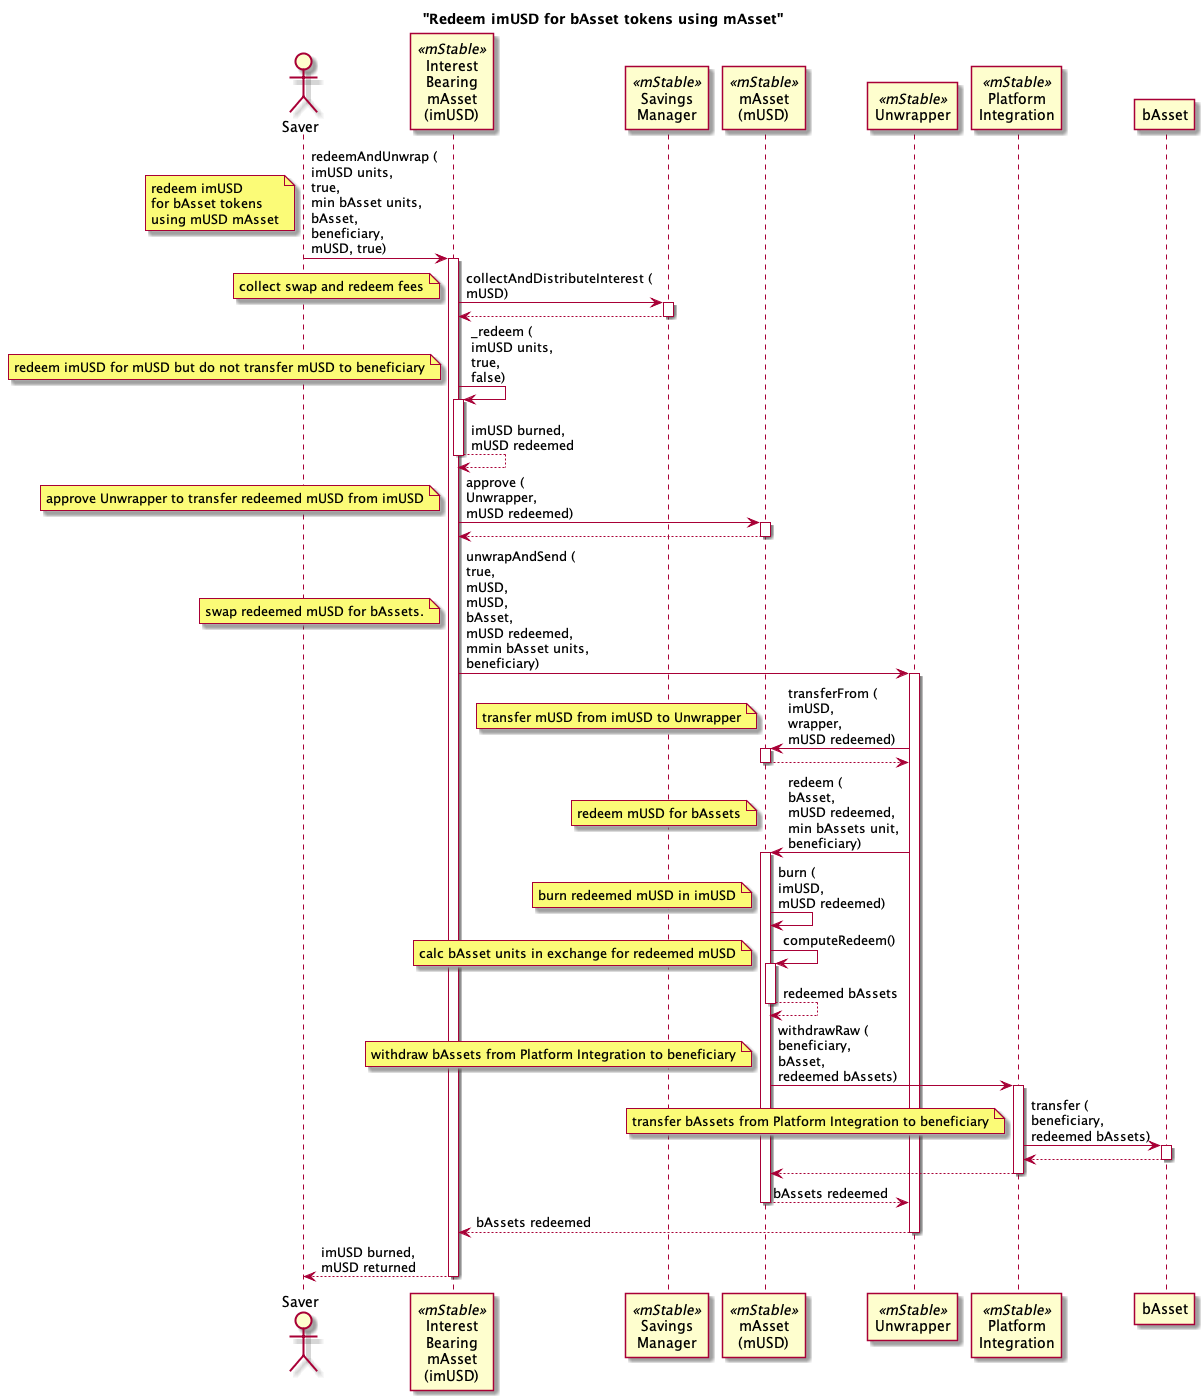 "Redeem imUSD for bAsset tokens using mAsset"
Saver
«mStable»
Interest
Bearing
mAsset
(imUSD)
«mStable»
Savings
Manager
«mStable»
mAsset
(mUSD)
«mStable»
Unwrapper
«mStable»
Platform
Integration
bAsset
redeem imUSD
for bAsset tokens
using mUSD mAsset
redeemAndUnwrap (
imUSD units,
true,
min bAsset units,
bAsset,
beneficiary,
mUSD, true)
collect swap and redeem fees
collectAndDistributeInterest (
mUSD)
redeem imUSD for mUSD but do not transfer mUSD to beneficiary
_redeem (
imUSD units,
true,
false)
imUSD burned,
mUSD redeemed
approve Unwrapper to transfer redeemed mUSD from imUSD
approve (
Unwrapper,
mUSD redeemed)
swap redeemed mUSD for bAssets.
unwrapAndSend (
true,
mUSD,
mUSD,
bAsset,
mUSD redeemed,
mmin bAsset units,
beneficiary)
transfer mUSD from imUSD to Unwrapper
transferFrom (
imUSD,
wrapper,
mUSD redeemed)
redeem mUSD for bAssets
redeem (
bAsset,
mUSD redeemed,
min bAssets unit,
beneficiary)
burn redeemed mUSD in imUSD
burn (
imUSD,
mUSD redeemed)
calc bAsset units in exchange for redeemed mUSD
computeRedeem()
redeemed bAssets
withdraw bAssets from Platform Integration to beneficiary
withdrawRaw (
beneficiary,
bAsset,
redeemed bAssets)
transfer bAssets from Platform Integration to beneficiary
transfer (
beneficiary,
redeemed bAssets)
bAssets redeemed
bAssets redeemed
imUSD burned,
mUSD returned
Saver
«mStable»
Interest
Bearing
mAsset
(imUSD)
«mStable»
Savings
Manager
«mStable»
mAsset
(mUSD)
«mStable»
Unwrapper
«mStable»
Platform
Integration
bAsset